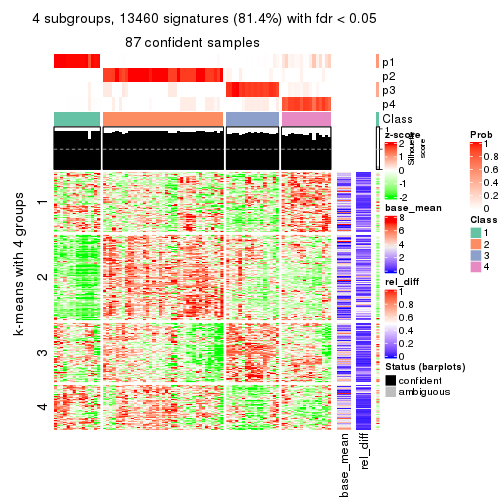 4 subgroups, 13460 signatures (81.4%) with fdr < 0.05
87 confident samples
p1
p2
p3
p4
Class
1
Silhouette
score
k-means with 4 groups
1
2
3
4
base_mean
rel_diff
z-score
2
1
0
-1
-2
base_mean
8
6
4
2
0
rel_diff
1
0.8
0.6
0.4
0.2
0
Status (barplots)
confident
ambiguous
Prob
1
0.8
0.6
0.4
0.2
0
Class
1
2
3
4